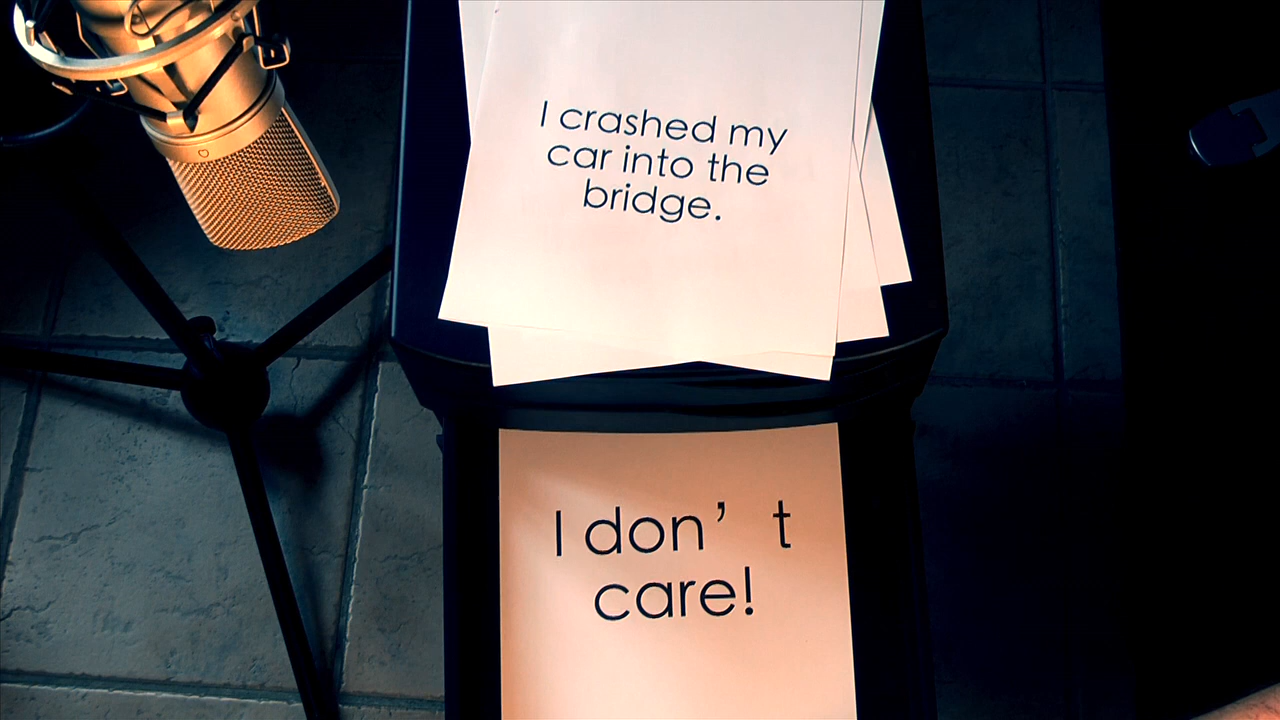 I crashed my
car into the
bridge.
I don’t
care!